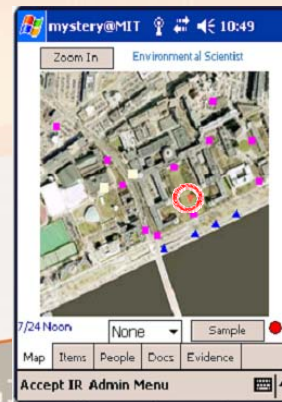 mystery@MIT 10:49
Zoom In Environmental Scientist
7/24 Noon None Sample
Map Items People Docs Evidence
Accept IR Admin Menu